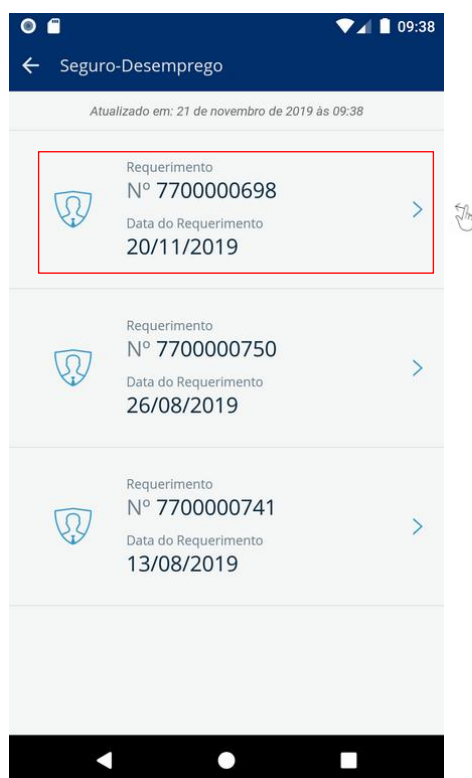 09:38
Seguro-Desemprego
Atualizado em: 21 de novembro de 2019 às 09:38
Requerimento
Nº 7700000698
Data do Requerimento
20/11/2019
Requerimento
Nº 7700000750
Data do Requerimento
26/08/2019
Requerimento
Nº 7700000741
Data do Requerimento
13/08/2019